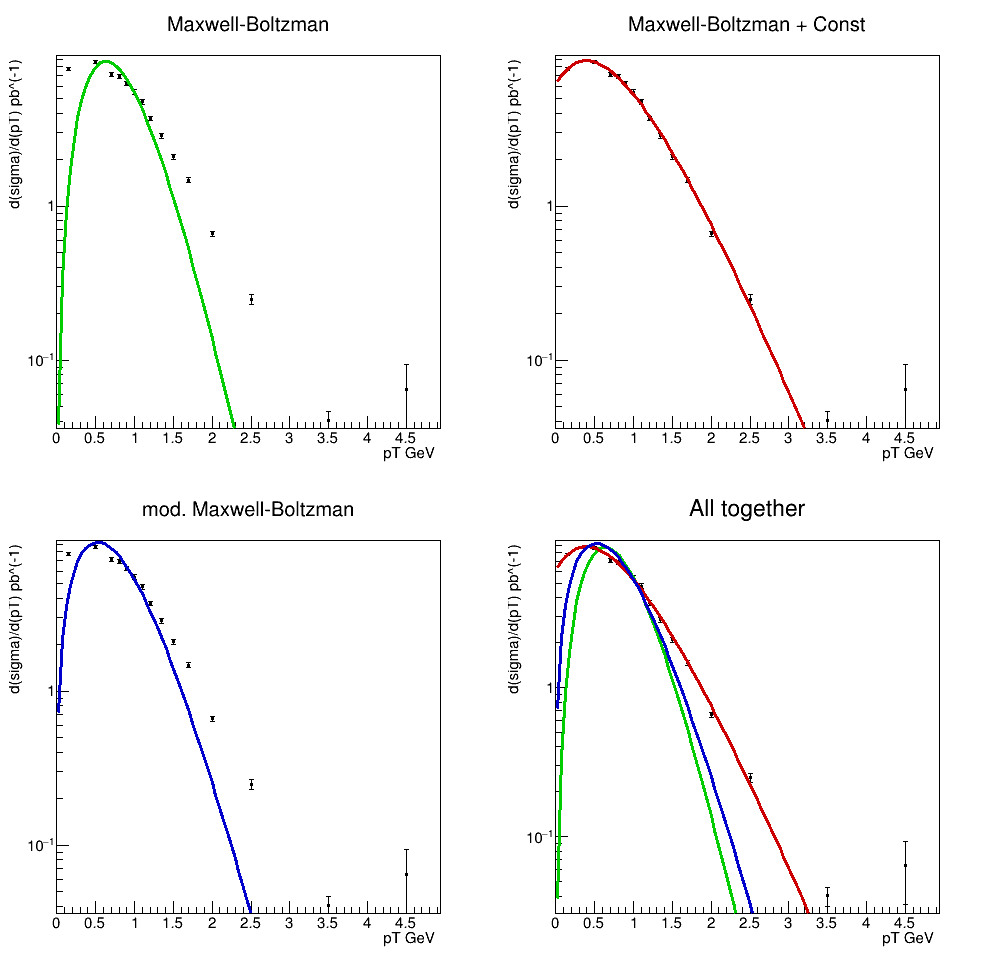 Maxwell-Boltzman
d(sigma)/d(pT) pb^(-1)
1
10⁻¹
0 0.5 1 1.5 2 2.5 3 3.5 4 4.5
pT GeV
Maxwell-Boltzman + Const
d(sigma)/d(pT) pb^(-1)
1
10⁻¹
0 0.5 1 1.5 2 2.5 3 3.5 4 4.5
pT GeV
mod. Maxwell-Boltzman
d(sigma)/d(pT) pb^(-1)
1
10⁻¹
0 0.5 1 1.5 2 2.5 3 3.5 4 4.5
pT GeV
All together
d(sigma)/d(pT) pb^(-1)
1
10⁻¹
0 0.5 1 1.5 2 2.5 3 3.5 4 4.5
pT GeV